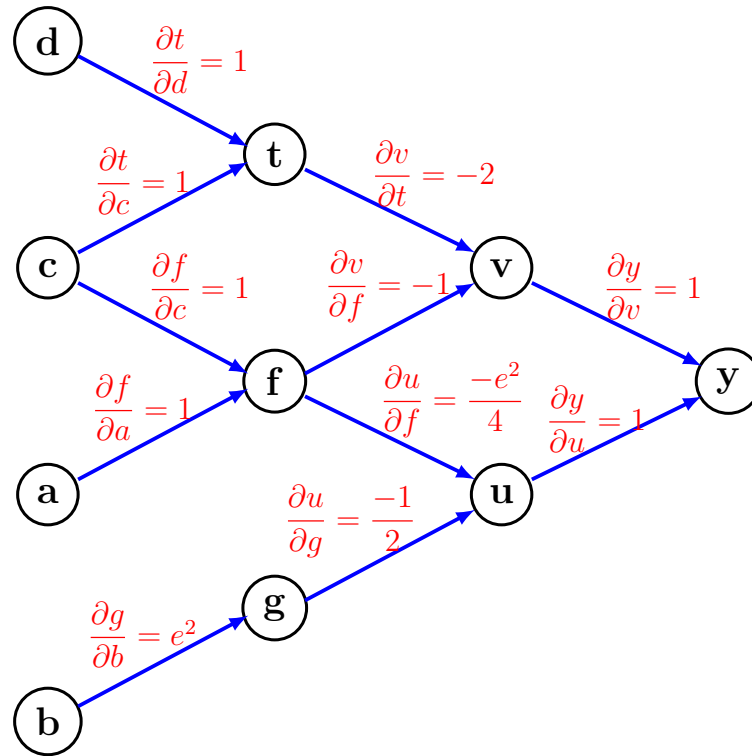 d
∂t/∂d = 1
t
∂t/∂c = 1
∂v/∂t = −2
c
∂f/∂c = 1
∂v/∂f = −1
v
∂y/∂v = 1
f
y
∂f/∂a = 1
∂u/∂f = −e²/4
∂y/∂u = 1
a
u
∂u/∂g = −1/2
g
∂g/∂b = e²
b